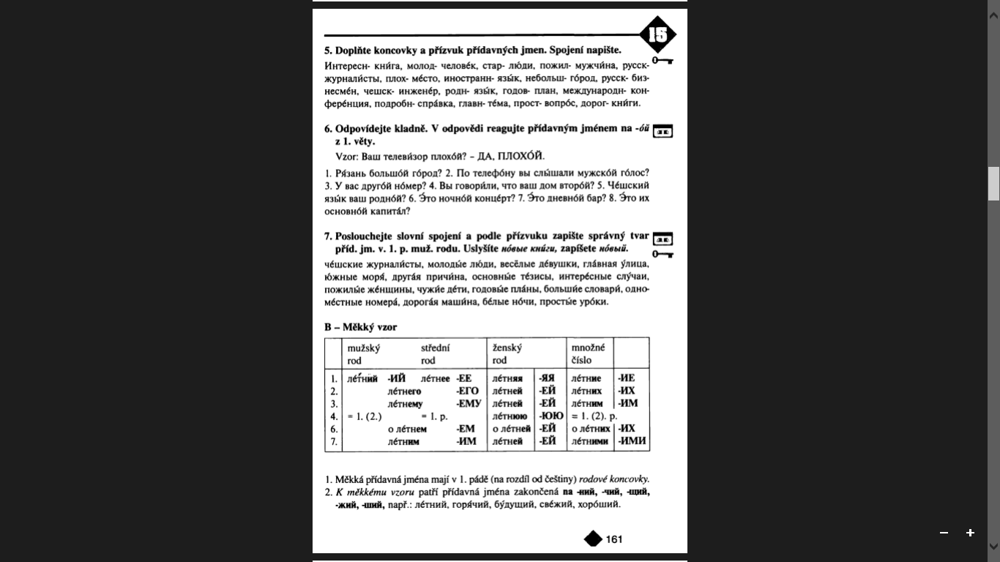 15
5. Doplňte koncovky a přízvuk přídavných jmen. Spojení napište.
Интересн- кни́га, молод- челове́к, стар- лю́ди, пожил- мужчи́на, русск-
журнали́сты, плох- ме́сто, иностранн- язы́к, небольш- го́род, русск- биз-
несме́н, чешск- инжене́р, родн- язы́к, годов- план, международн- кон-
фере́нция, подробн- спра́вка, главн- те́ма, прост- вопро́с, дорог- кни́ги.
6. Odpovídejte kladně. V odpovědi reagujte přídavným jménem na -о́й
z 1. věty.
Vzor: Ваш телеви́зор плохо́й? – ДА, ПЛОХО́Й.
1. Ряза́нь большо́й го́род? 2. По телефо́ну вы слы́шали мужско́й го́лос?
3. У вас друго́й но́мер? 4. Вы говори́ли, что ваш дом второ́й? 5. Че́шский
язы́к ваш родно́й? 6. Э́то ночно́й конце́рт? 7. Э́то дневно́й бар? 8. Э́то их
основно́й капита́л?
7. Poslouchejte slovní spojení a podle přízvuku zapište správný tvar
příd. jm. v. 1. p. muž. rodu. Uslyšíte но́вые кни́ги, zapíšete но́вый.
че́шские журнали́сты, молоды́е лю́ди, весёлые де́вушки, гла́вная у́лица,
ю́жные моря́, друга́я причи́на, основны́е те́зисы, интере́сные слу́чаи,
пожилы́е же́нщины, чужи́е де́ти, годовы́е пла́ны, больши́е словари́, одно-
ме́стные номера́, дорога́я маши́на, бе́лые но́чи, просты́е уро́ки.
B – Měkký vzor
mužský střední ženský množné
rod rod rod číslo
1. ле́тний -ИЙ ле́тнее -ЕЕ ле́тняя -ЯЯ ле́тние -ИЕ
2. ле́тнего -ЕГО ле́тней -ЕЙ ле́тних -ИХ
3. ле́тнему -ЕМУ ле́тней -ЕЙ ле́тним -ИМ
4. = 1. (2.) = 1. p. ле́тнюю -ЮЮ = 1. (2). p.
6. о ле́тнем -ЕМ о ле́тней -ЕЙ о ле́тних -ИХ
7. ле́тним -ИМ ле́тней -ЕЙ ле́тними -ИМИ
1. Měkká přídavná jména mají v 1. pádě (na rozdíl od češtiny) rodové koncovky.
2. K měkkému vzoru patří přídavná jména zakončená na -ний, -чий, -щий,
-жий, -ший, např.: ле́тний, горя́чий, бу́дущий, све́жий, хоро́ший.
161